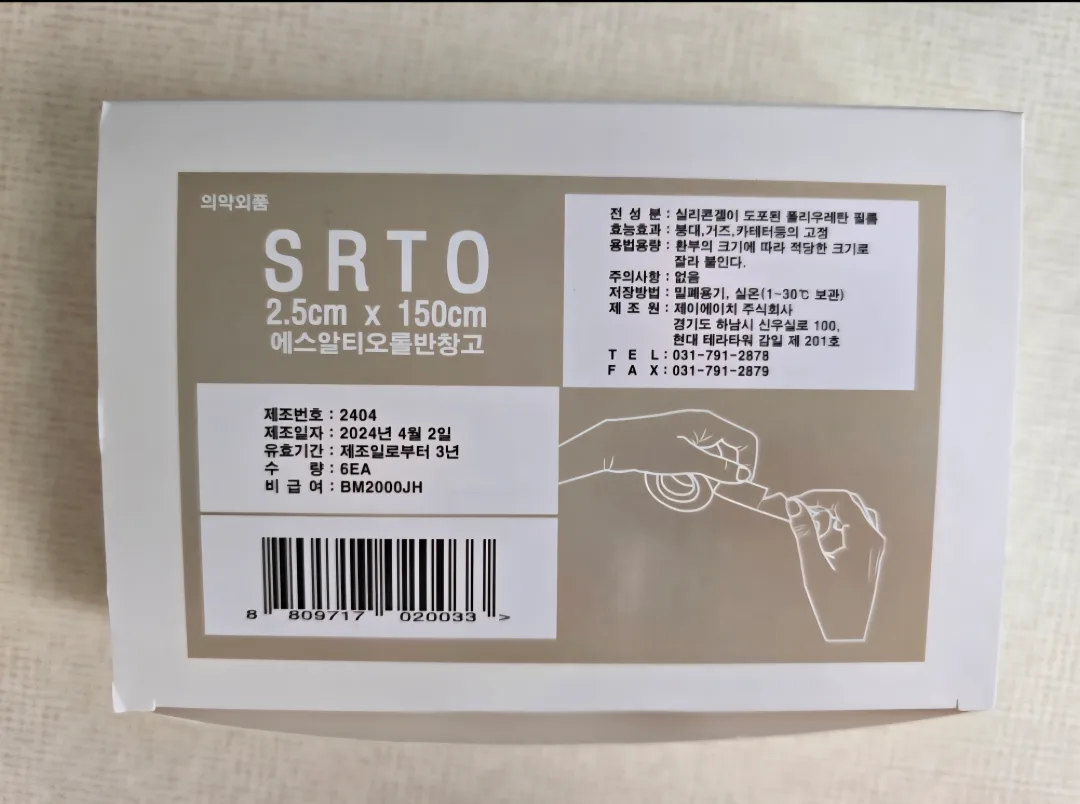 의약외품
SRTO
2.5cm x 150cm
에스알티오롤반창고
전 성 분 : 실리콘겔이 도포된 폴리우레탄 필름
효능효과 : 붕대,거즈,카테터등의 고정
용법용량 : 환부의 크기에 따라 적당한 크기로
잘라 붙인다.
주의사항 : 없음
저장방법 : 밀폐용기, 실온(1~30℃ 보관)
제 조 원 : 제이에이치 주식회사
경기도 하남시 신우실로 100,
현대 테라타워 감일 제 201호
T E L : 031-791-2878
F A X : 031-791-2879
제조번호 : 2404
제조일자 : 2024년 4월 2일
유효기간 : 제조일로부터 3년
수 량 : 6EA
비 급 여 : BM2000JH
8 809717 020033 >